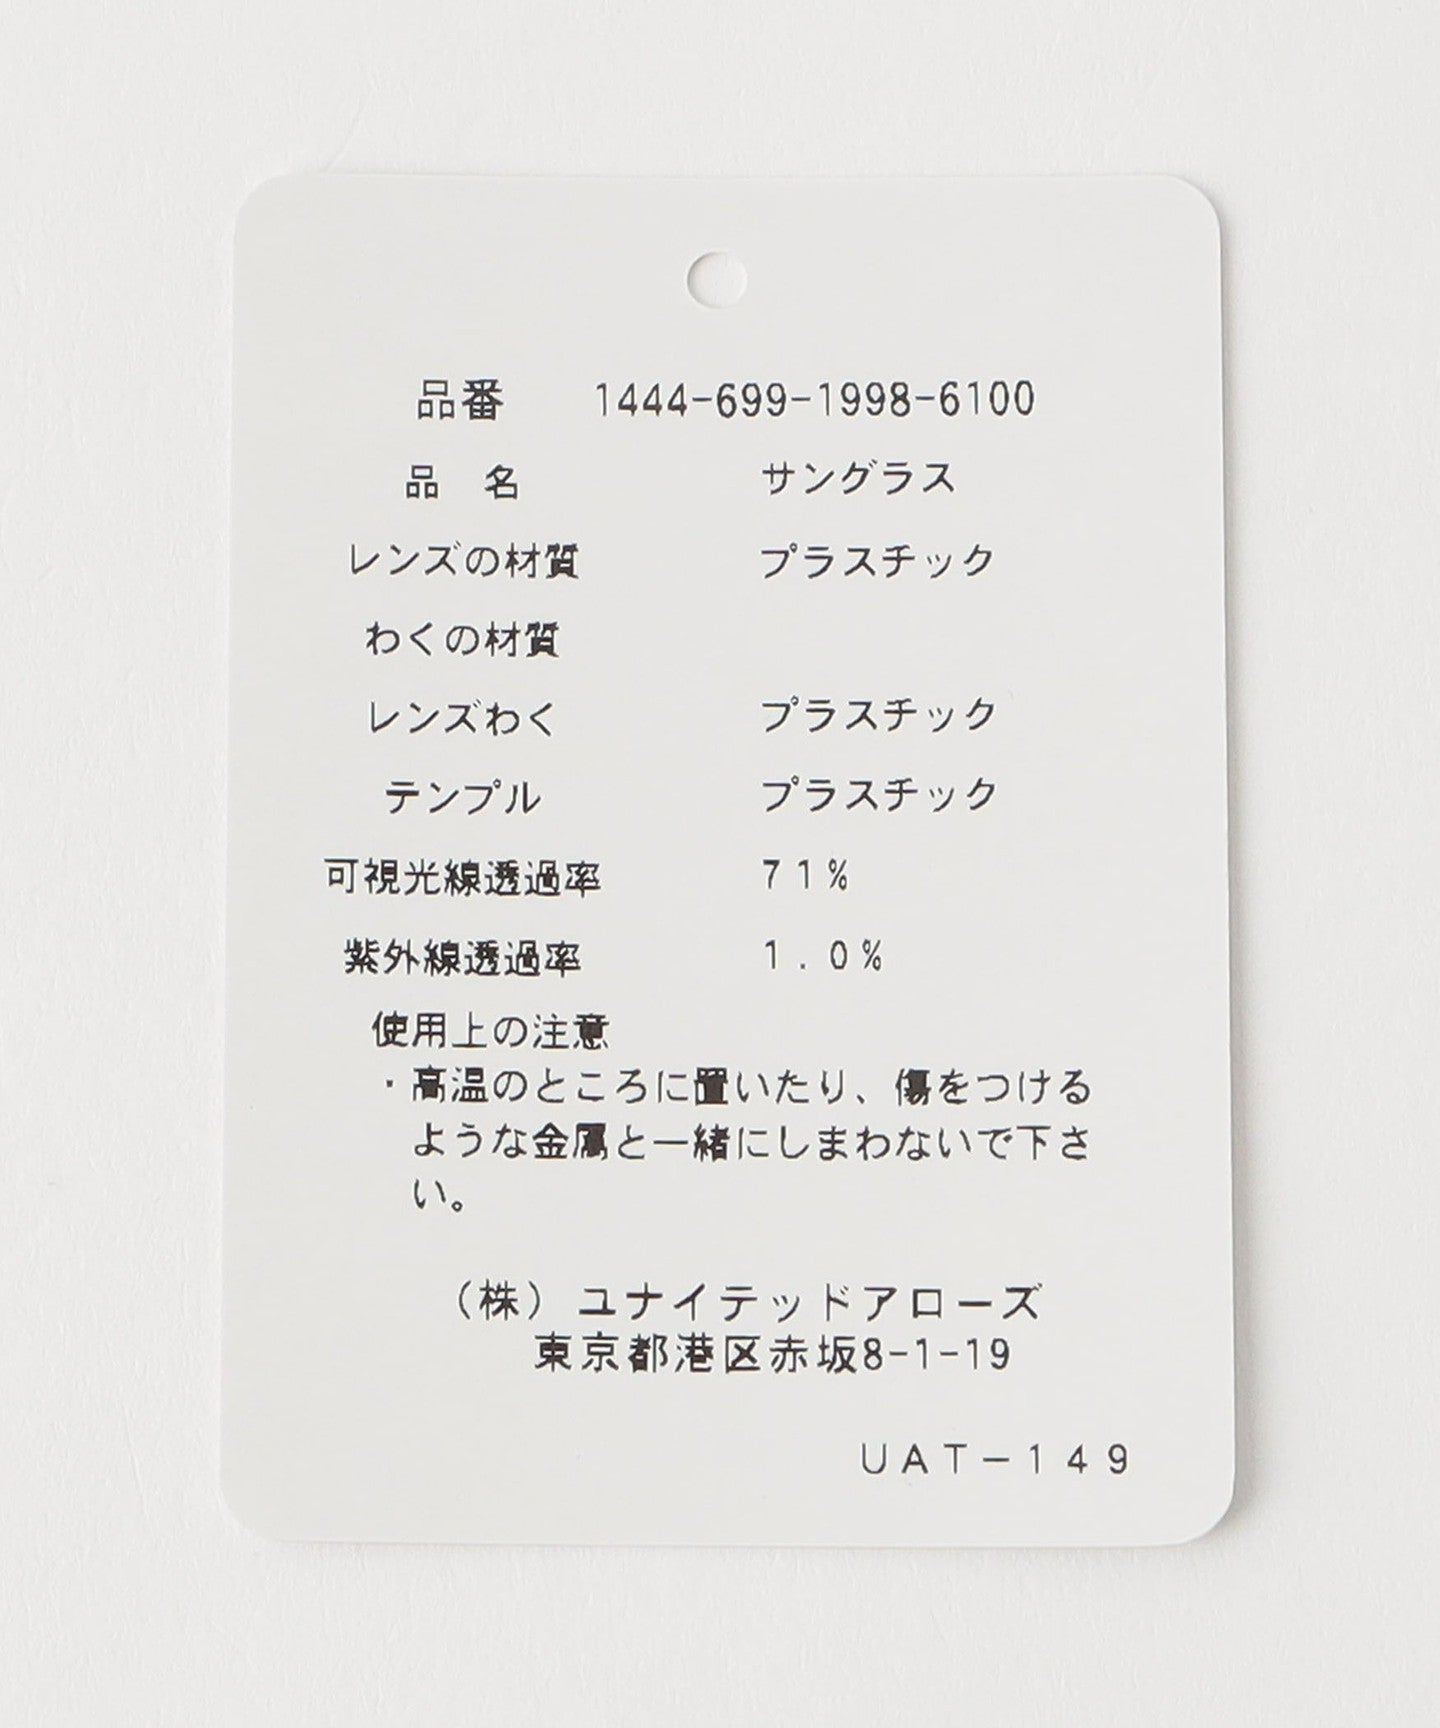 品番 1444-699-1998-6100
品 名 サングラス
レンズの材質 プラスチック
わくの材質
レンズわく プラスチック
テンプル プラスチック
可視光線透過率 71%
紫外線透過率 1.0%
使用上の注意
・高温のところに置いたり、傷をつける
ような金属と一緒にしまわないで下さ
い。
(株) ユナイテッドアローズ
東京都港区赤坂8-1-19
UAT-149